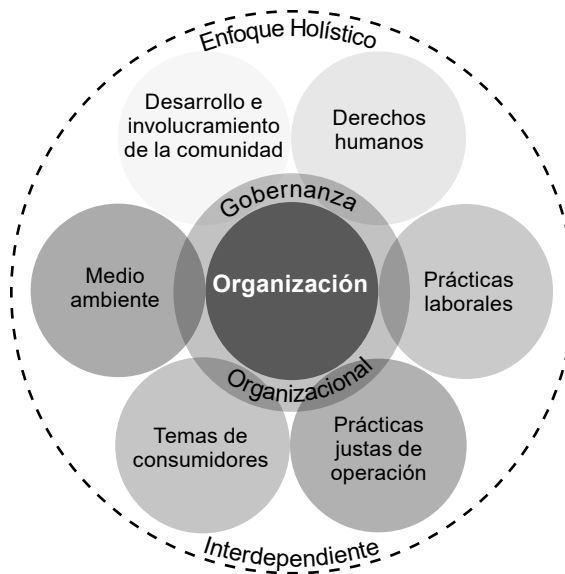 Enfoque Holístico
Desarrollo e
involucramiento
de la comunidad
Derechos
humanos
Gobernanza
Medio
ambiente
Organización
Prácticas
laborales
Organizacional
Temas de
consumidores
Prácticas
justas de
operación
Interdependiente